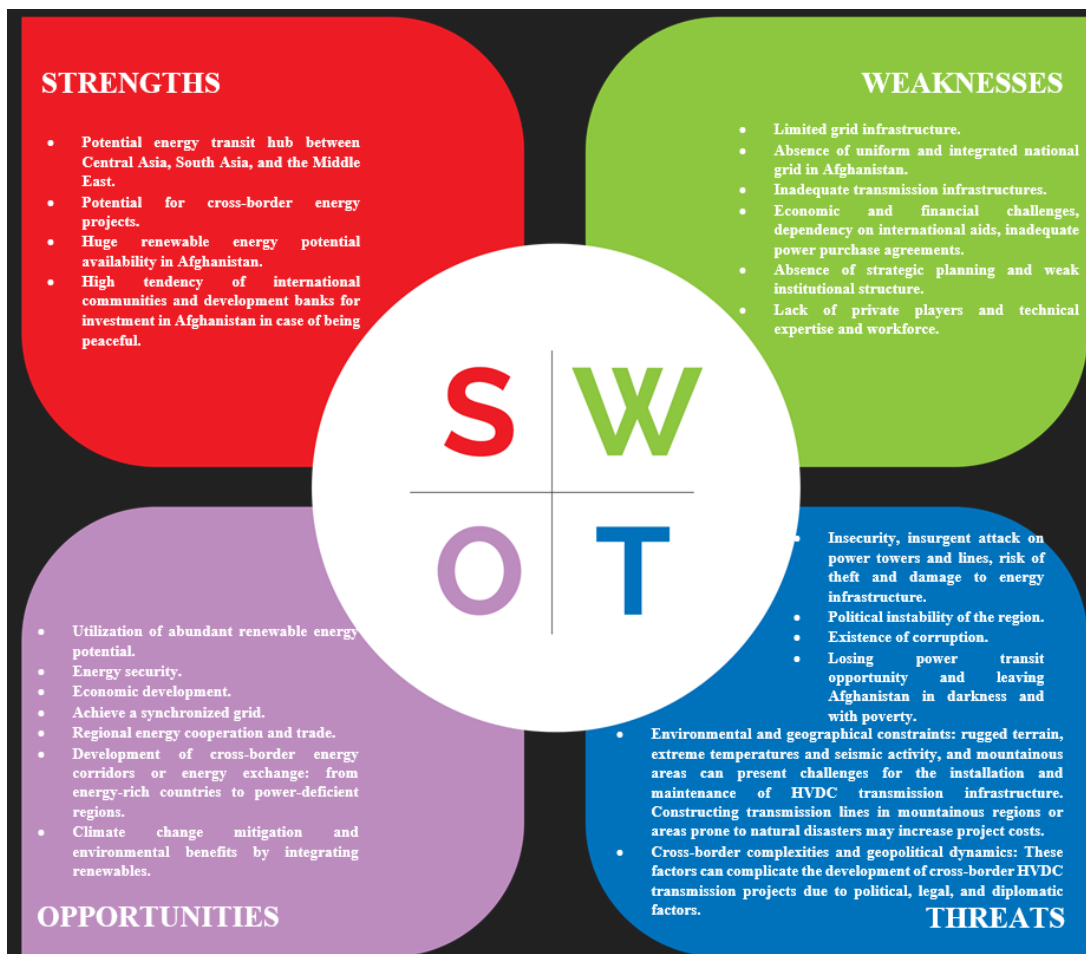 STRENGTHS
• Potential energy transit hub between
Central Asia, South Asia, and the Middle
East.
• Potential for cross-border energy
projects.
• Huge renewable energy potential
availability in Afghanistan.
• High tendency of international
communities and development banks for
investment in Afghanistan in case of being
peaceful.
WEAKNESSES
• Limited grid infrastructure.
• Absence of uniform and integrated national
grid in Afghanistan.
• Inadequate transmission infrastructures.
• Economic and financial challenges,
dependency on international aids, inadequate
power purchase agreements.
• Absence of strategic planning and weak
institutional structure.
• Lack of private players and technical
expertise and workforce.
S W
O T
• Utilization of abundant renewable energy
potential.
• Energy security.
• Economic development.
• Achieve a synchronized grid.
• Regional energy cooperation and trade.
• Development of cross-border energy
corridors or energy exchange: from
energy-rich countries to power-deficient
regions.
• Climate change mitigation and
environmental benefits by integrating
renewables.
OPPORTUNITIES
• Insecurity, insurgent attack on
power towers and lines, risk of
theft and damage to energy
infrastructure.
• Political instability of the region.
• Existence of corruption.
• Losing power transit
opportunity and leaving
Afghanistan in darkness and
with poverty.
• Environmental and geographical constraints: rugged terrain,
extreme temperatures and seismic activity, and mountainous
areas can present challenges for the installation and
maintenance of HVDC transmission infrastructure.
Constructing transmission lines in mountainous regions or
areas prone to natural disasters may increase project costs.
• Cross-border complexities and geopolitical dynamics: These
factors can complicate the development of cross-border HVDC
transmission projects due to political, legal, and diplomatic
factors.
THREATS